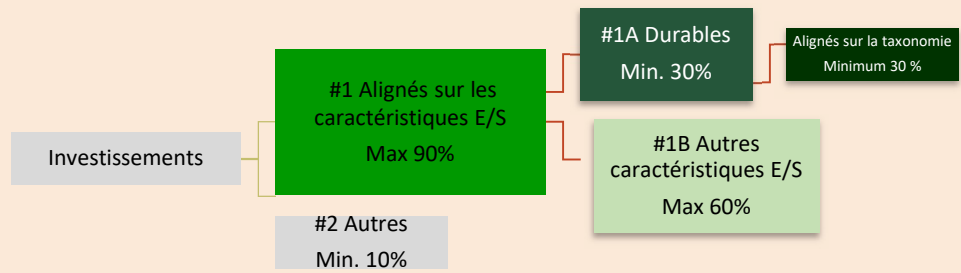 Investissements
#1 Alignés sur les
caractéristiques E/S
Max 90%
#2 Autres
Min. 10%
#1A Durables
Min. 30%
#1B Autres
caractéristiques E/S
Max 60%
Alignés sur la taxonomie
Minimum 30 %